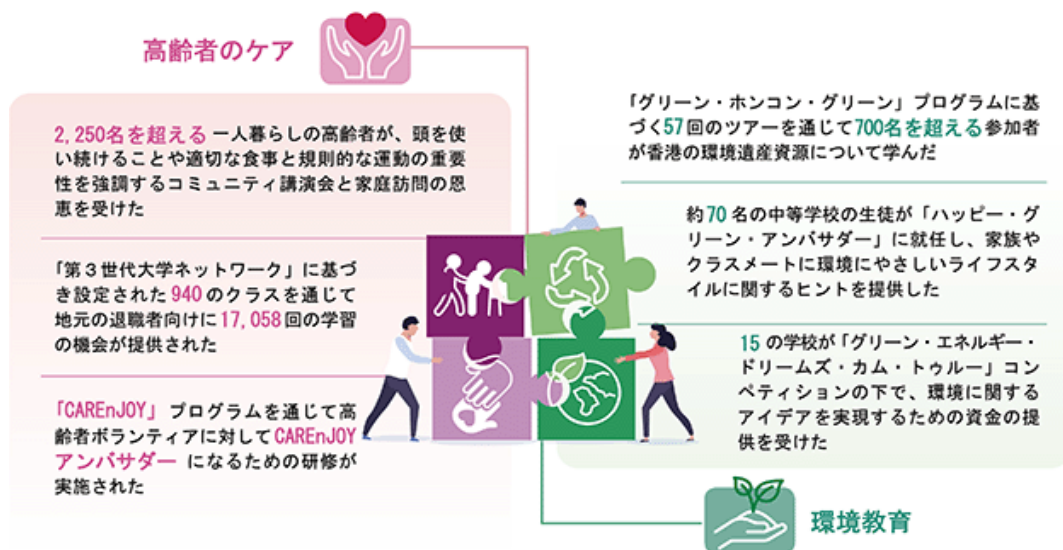 高齢者のケア
2,250名を超える 一人暮らしの高齢者が、頭を使
い続けることや適切な食事と規則的な運動の重要
性を強調するコミュニティ講演会と家庭訪問の恩
恵を受けた
「第3世代大学ネットワーク」に基づ
き設定された 940 のクラスを通じて
地元の退職者向けに 17,058 回の学習
の機会が提供された
「CAREnJOY」 プログラムを通じて高
齢者ボランティアに対して CAREnJOY
アンバサダー になるための研修が
実施された
「グリーン・ホンコン・グリーン」プログラムに基
づく57回のツアーを通じて700名を超える 参加者
が香港の環境遺産資源について学んだ
約70 名の中等学校の生徒が「ハッピー・グ
リーン・アンバサダー」に就任し、家族や
クラスメートに環境にやさしいライフスタ
イルに関するヒントを提供した
15 の学校が「グリーン・エネルギー・
ドリームズ・カム・トゥルー」コン
ペティションの下で、環境に関する
アイデアを実現するための資金の提
供を受けた
環境教育